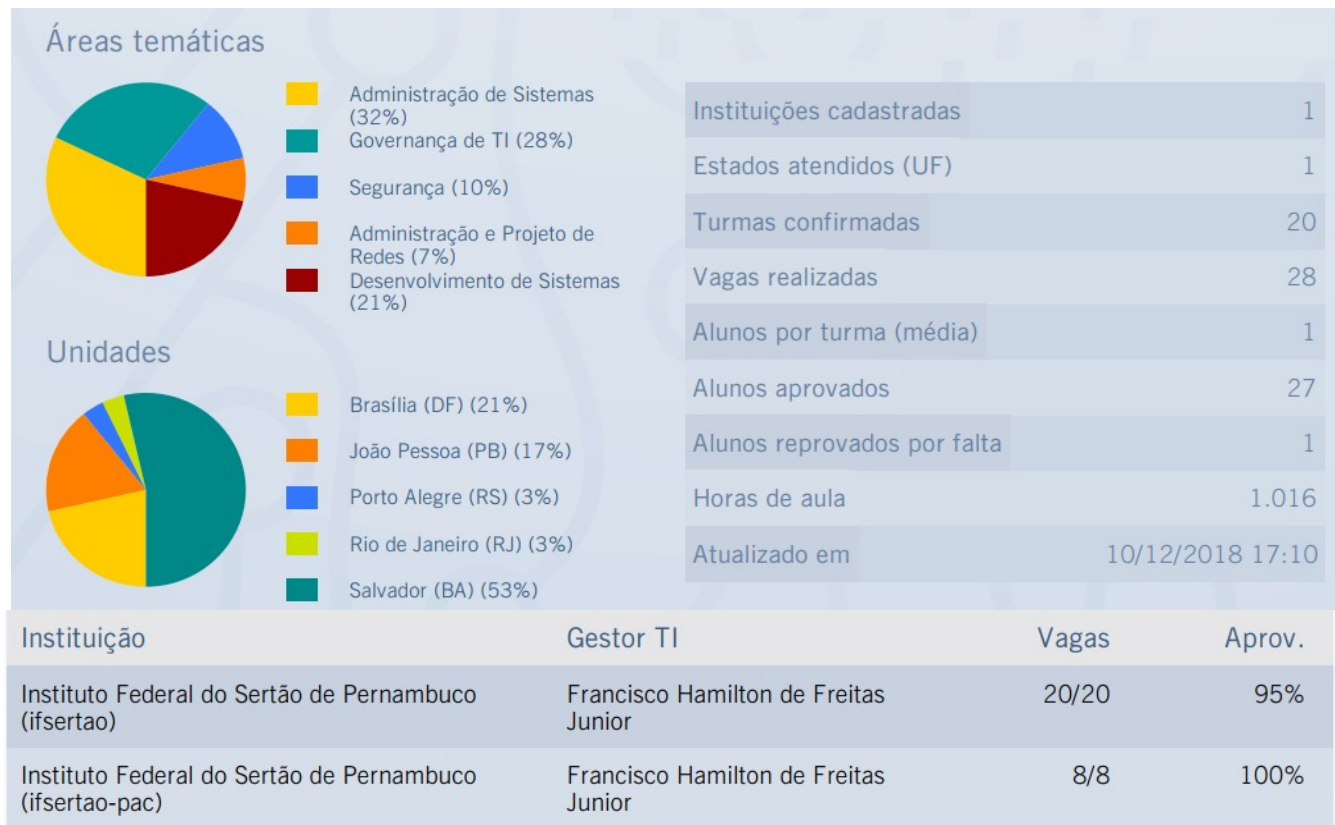 Áreas temáticas
Administração de Sistemas
(32%)
Governança de TI (28%)
Segurança (10%)
Administração e Projeto de
Redes (7%)
Desenvolvimento de Sistemas
(21%)
Unidades
Brasília (DF) (21%)
João Pessoa (PB) (17%)
Porto Alegre (RS) (3%)
Rio de Janeiro (RJ) (3%)
Salvador (BA) (53%)
Instituições cadastradas 1
Estados atendidos (UF) 1
Turmas confirmadas 20
Vagas realizadas 28
Alunos por turma (média) 1
Alunos aprovados 27
Alunos reprovados por falta 1
Horas de aula 1.016
Atualizado em 10/12/2018 17:10
Instituição Gestor TI Vagas Aprov.
Instituto Federal do Sertão de Pernambuco Francisco Hamilton de Freitas 20/20 95%
(ifsertao) Junior
Instituto Federal do Sertão de Pernambuco Francisco Hamilton de Freitas 8/8 100%
(ifsertao-pac) Junior